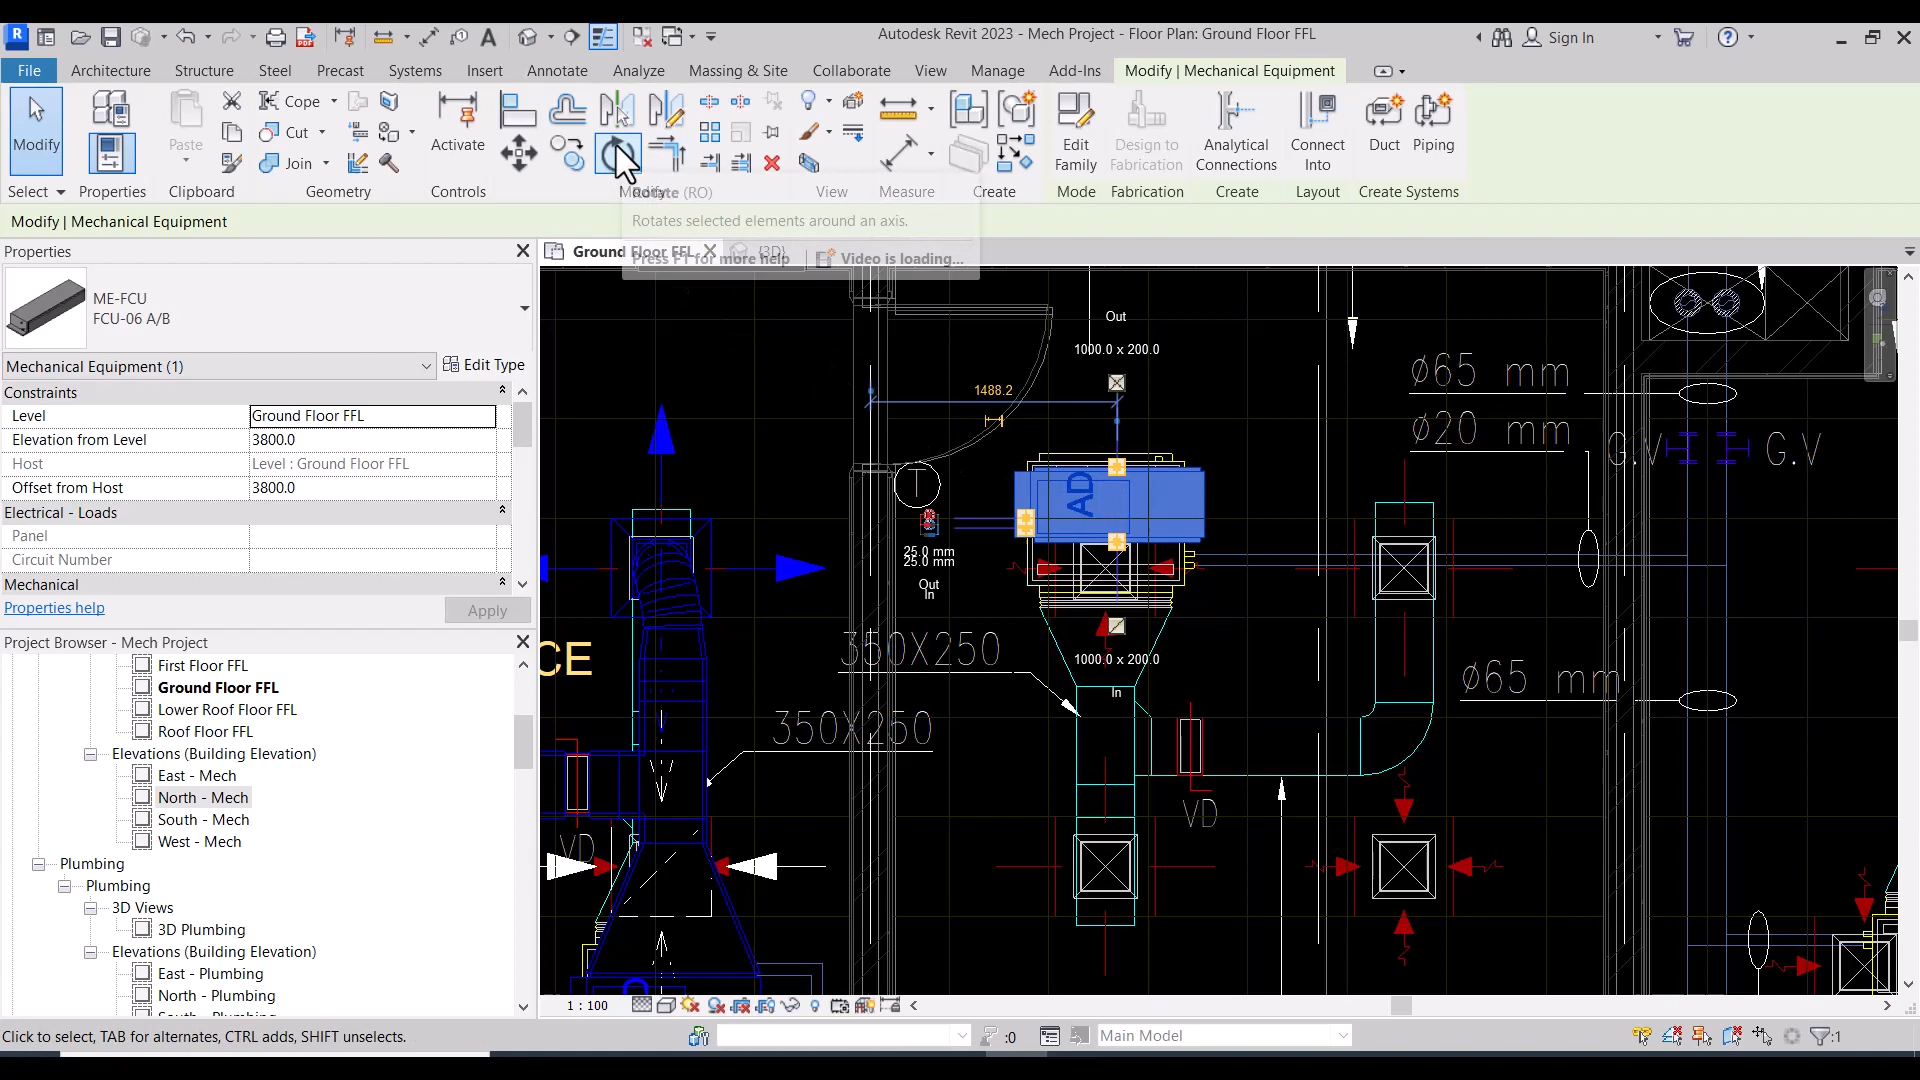 Autodesk Revit 2023 - Mech Project - Floor Plan: Ground Floor FFL
Sign In
File Architecture Structure Steel Precast Systems Insert Annotate Analyze Massing & Site Collaborate View Manage Add-Ins Modify | Mechanical Equipment
Modify
Paste
Cope
Cut
Join
Activate
Edit
Family
Design to
Fabrication
Analytical
Connections
Connect
Into
Duct
Piping
Select Properties Clipboard Geometry Controls Modify View Measure Create Mode Fabrication Create Layout Create Systems
Rotate (RO)
Rotates selected elements around an axis.
Press F1 for more help
Video is loading...
Modify | Mechanical Equipment
Properties
Ground Floor FFL
{3D}
ME-FCU
FCU-06 A/B
Mechanical Equipment (1)
Edit Type
Constraints
Level Ground Floor FFL
Elevation from Level 3800.0
Host Level : Ground Floor FFL
Offset from Host 3800.0
Electrical - Loads
Panel
Circuit Number
Mechanical
Properties help
Apply
Project Browser - Mech Project
First Floor FFL
Ground Floor FFL
Lower Roof Floor FFL
Roof Floor FFL
Elevations (Building Elevation)
East - Mech
North - Mech
South - Mech
West - Mech
Plumbing
Plumbing
3D Views
3D Plumbing
Elevations (Building Elevation)
East - Plumbing
North - Plumbing
Out
1000.0 x 200.0
1488.2
T
AD
25.0 mm
25.0 mm
Out
In
ø65 mm
ø20 mm
G.V
G.V
CE
350X250
350X250
1000.0 x 200.0
In
ø65 mm
VD
VD
1 : 100
Click to select, TAB for alternates, CTRL adds, SHIFT unselects.
:0
Main Model
:1